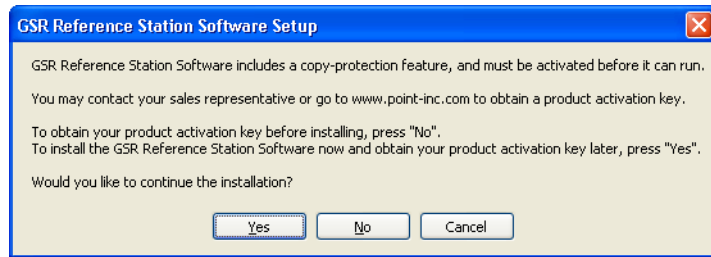 GSR Reference Station Software Setup
GSR Reference Station Software includes a copy-protection feature, and must be activated before it can run.
You may contact your sales representative or go to www.point-inc.com to obtain a product activation key.
To obtain your product activation key before installing, press "No".
To install the GSR Reference Station Software now and obtain your product activation key later, press "Yes".
Would you like to continue the installation?
Yes No Cancel